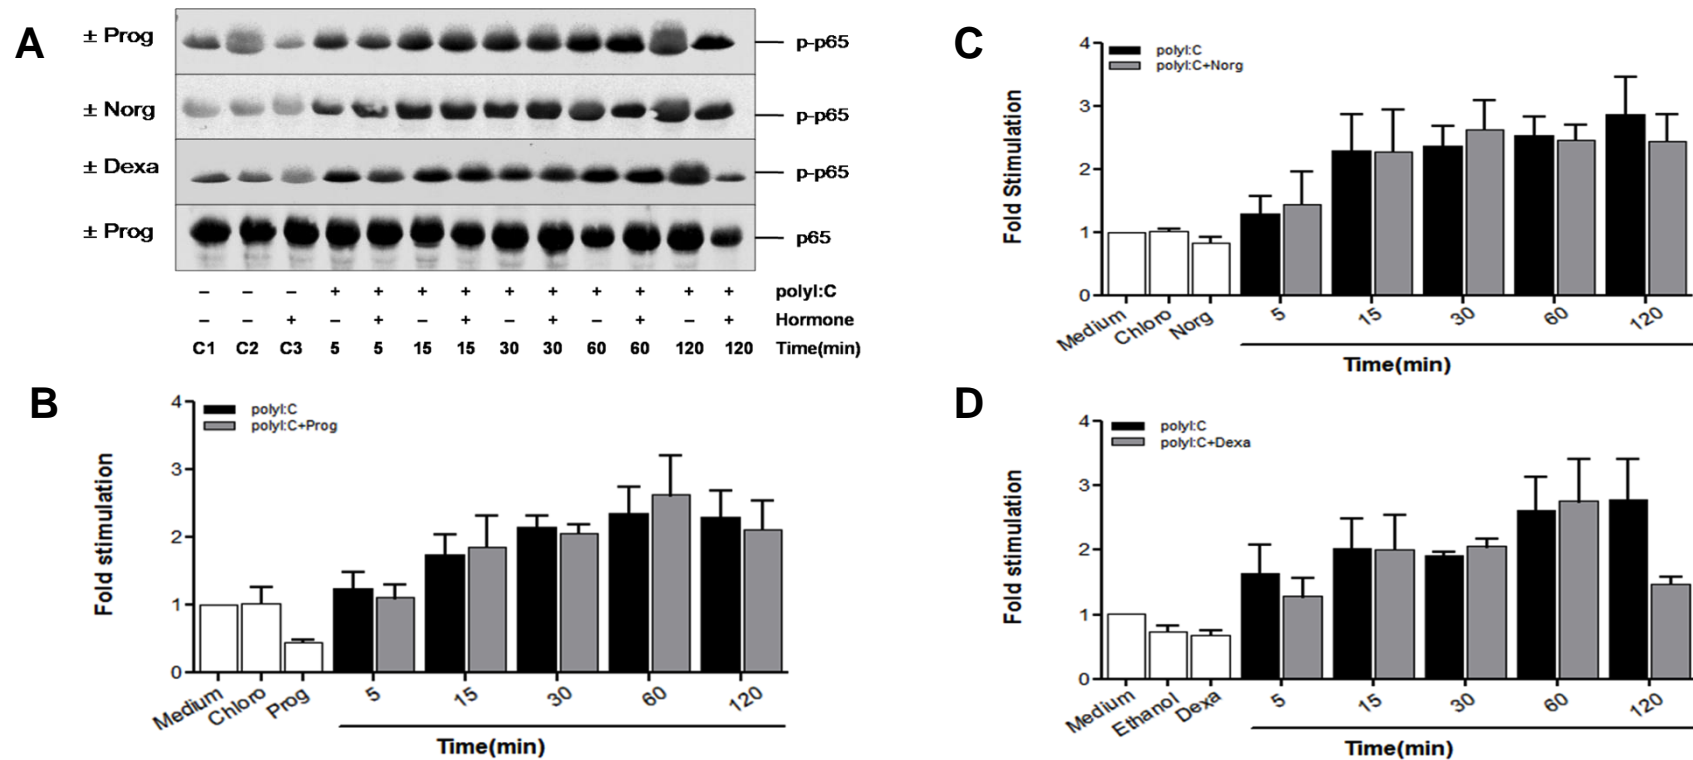 A
± Prog
p-p65
± Norg
p-p65
± Dexa
p-p65
± Prog
p65
– – – + + + + + + + + + + polyI:C
– – + – + – + – + – + – + Hormone
C1 C2 C3 5 5 15 15 30 30 60 60 120 120 Time(min)
B
4
3
2
1
0
Fold stimulation
polyI:C
polyI:C+Prog
Medium Chloro Prog 5 15 30 60 120
Time(min)
C
4
3
2
1
0
Fold Stimulation
polyI:C
polyI:C+Norg
Medium Chloro Norg 5 15 30 60 120
Time(min)
D
4
3
2
1
0
Fold stimulation
polyI:C
polyI:C+Dexa
Medium Ethanol Dexa 5 15 30 60 120
Time(min)